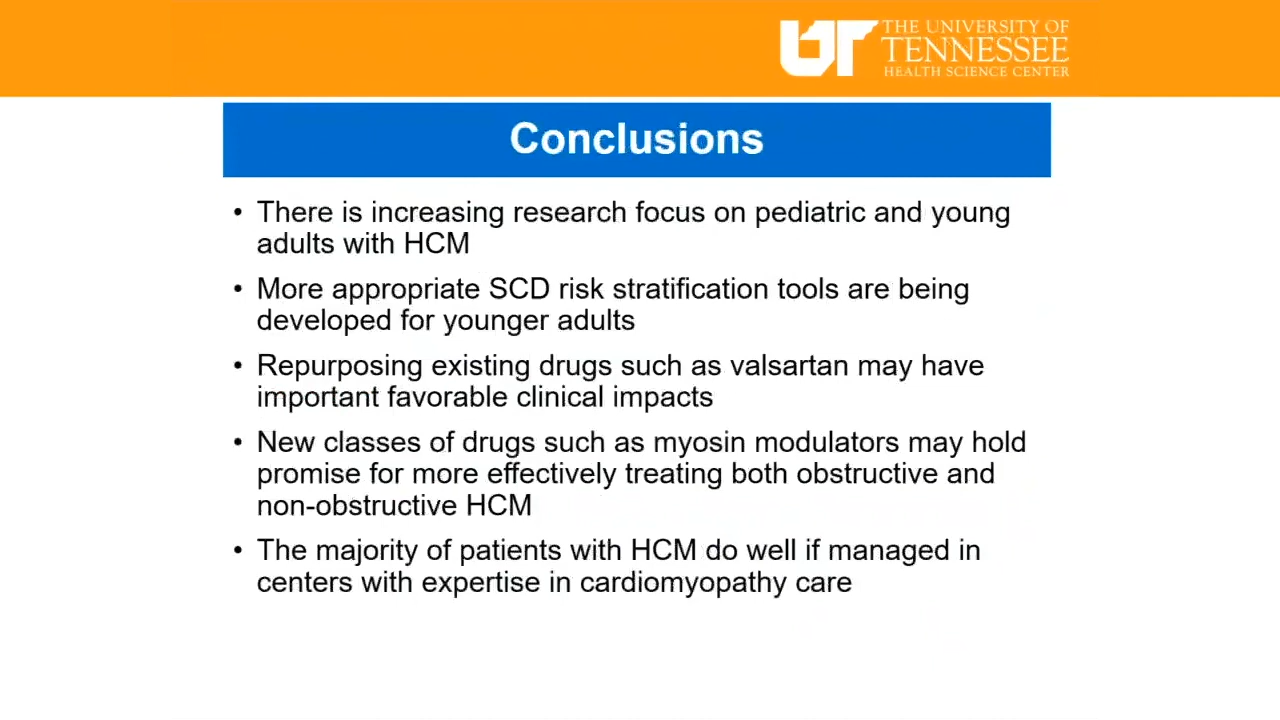 UT THE UNIVERSITY OF
TENNESSEE
HEALTH SCIENCE CENTER
Conclusions
• There is increasing research focus on pediatric and young
adults with HCM
• More appropriate SCD risk stratification tools are being
developed for younger adults
• Repurposing existing drugs such as valsartan may have
important favorable clinical impacts
• New classes of drugs such as myosin modulators may hold
promise for more effectively treating both obstructive and
non-obstructive HCM
• The majority of patients with HCM do well if managed in
centers with expertise in cardiomyopathy care